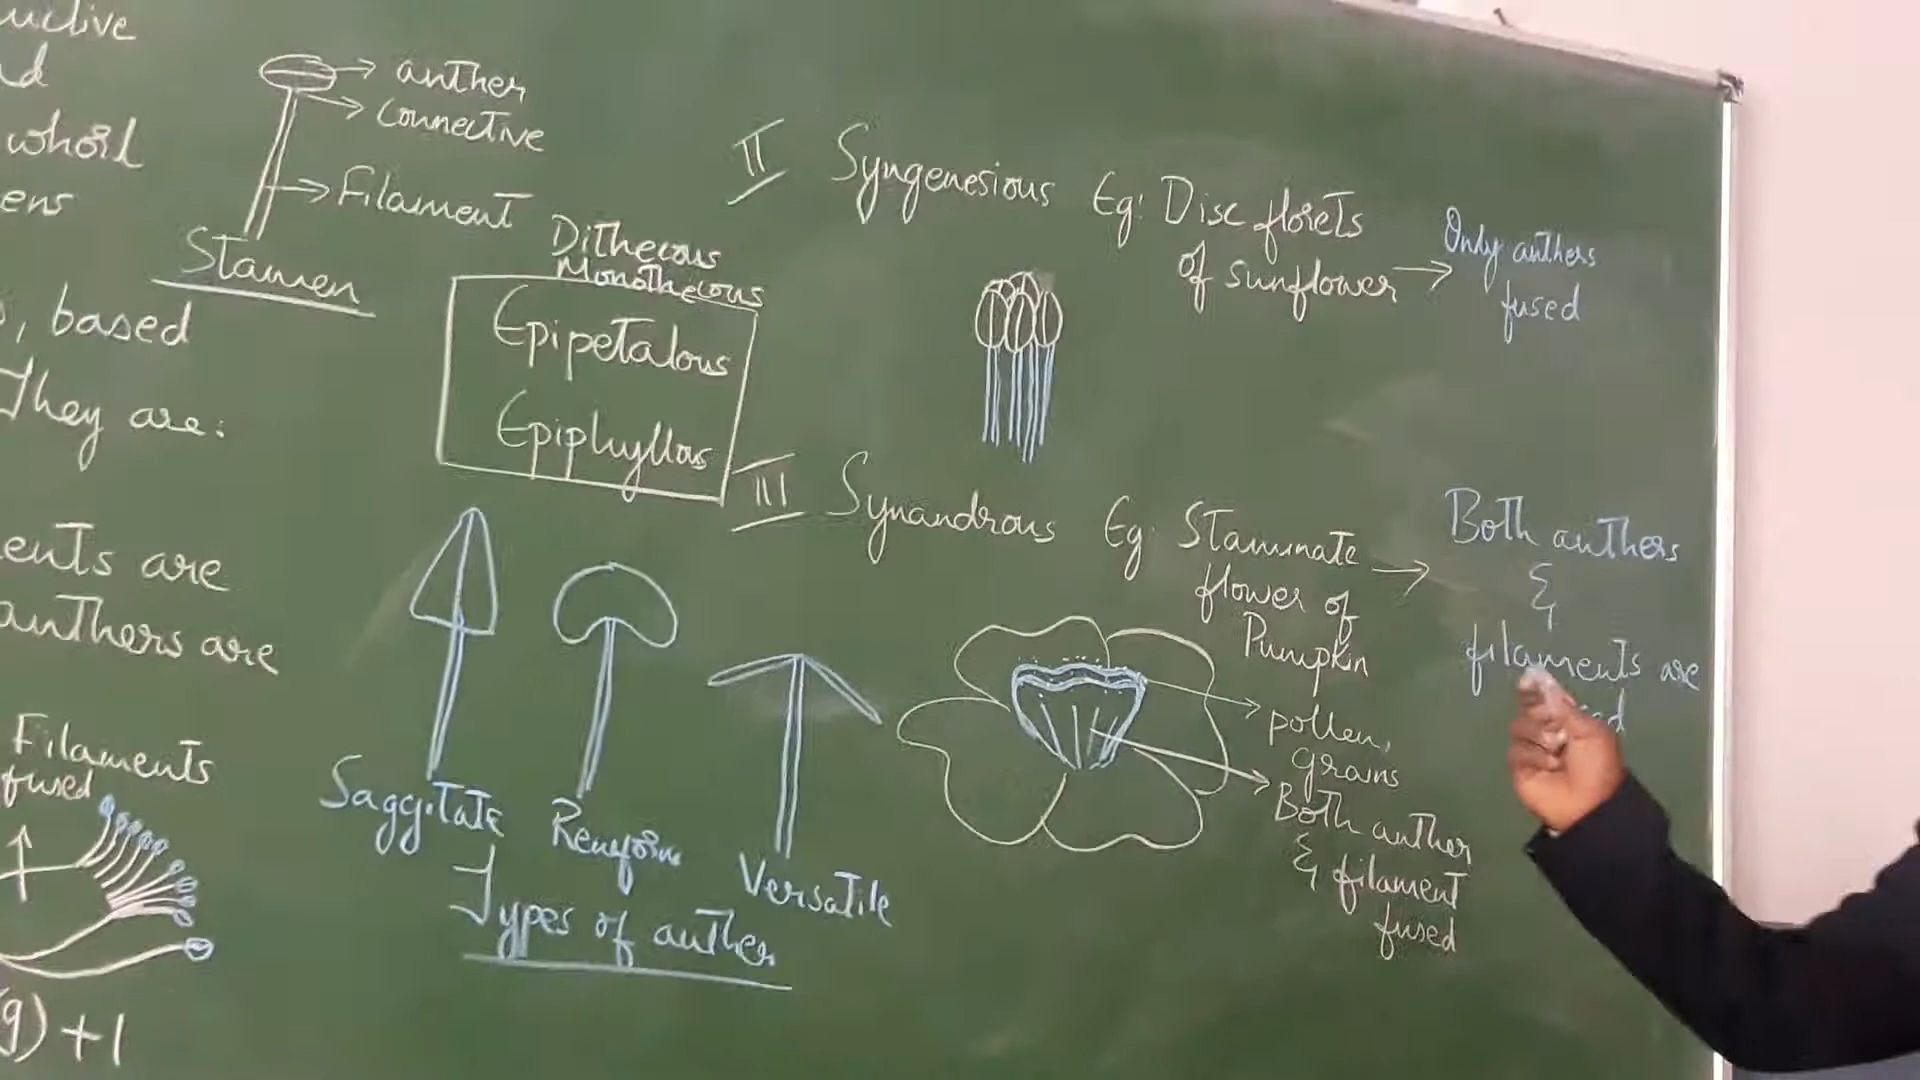 uctive
whorl
ens
, based
They are:
ents are
anthers are
Filaments
fused
(9) + 1
anther
Connective
Filament
Stamen
Dithecous
Monothecous
Epipetalous
Epiphyllous
Saggitate
Reniform
Versatile
Types of anther
II Syngenesious Eg: Disc florets
of sunflower →
Only anthers
fused
III Synandrous Eg: Staminate →
flower of
Pumpkin
Both anthers
&
filaments are
pollen
grains
Both anther
& filament
fused